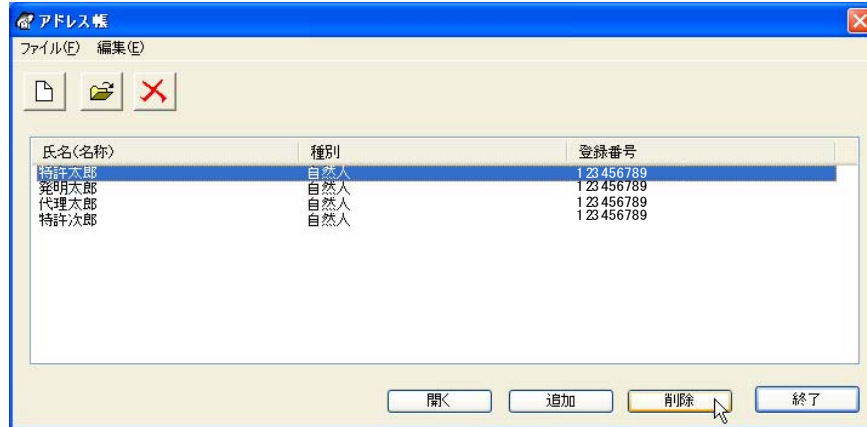 アドレス帳
ファイル(F) 編集(E)
氏名(名称) 種別 登録番号
特許太郎 自然人 123456789
発明太郎 自然人 123456789
代理太郎 自然人 123456789
特許次郎 自然人 123456789
開く 追加 削除 終了